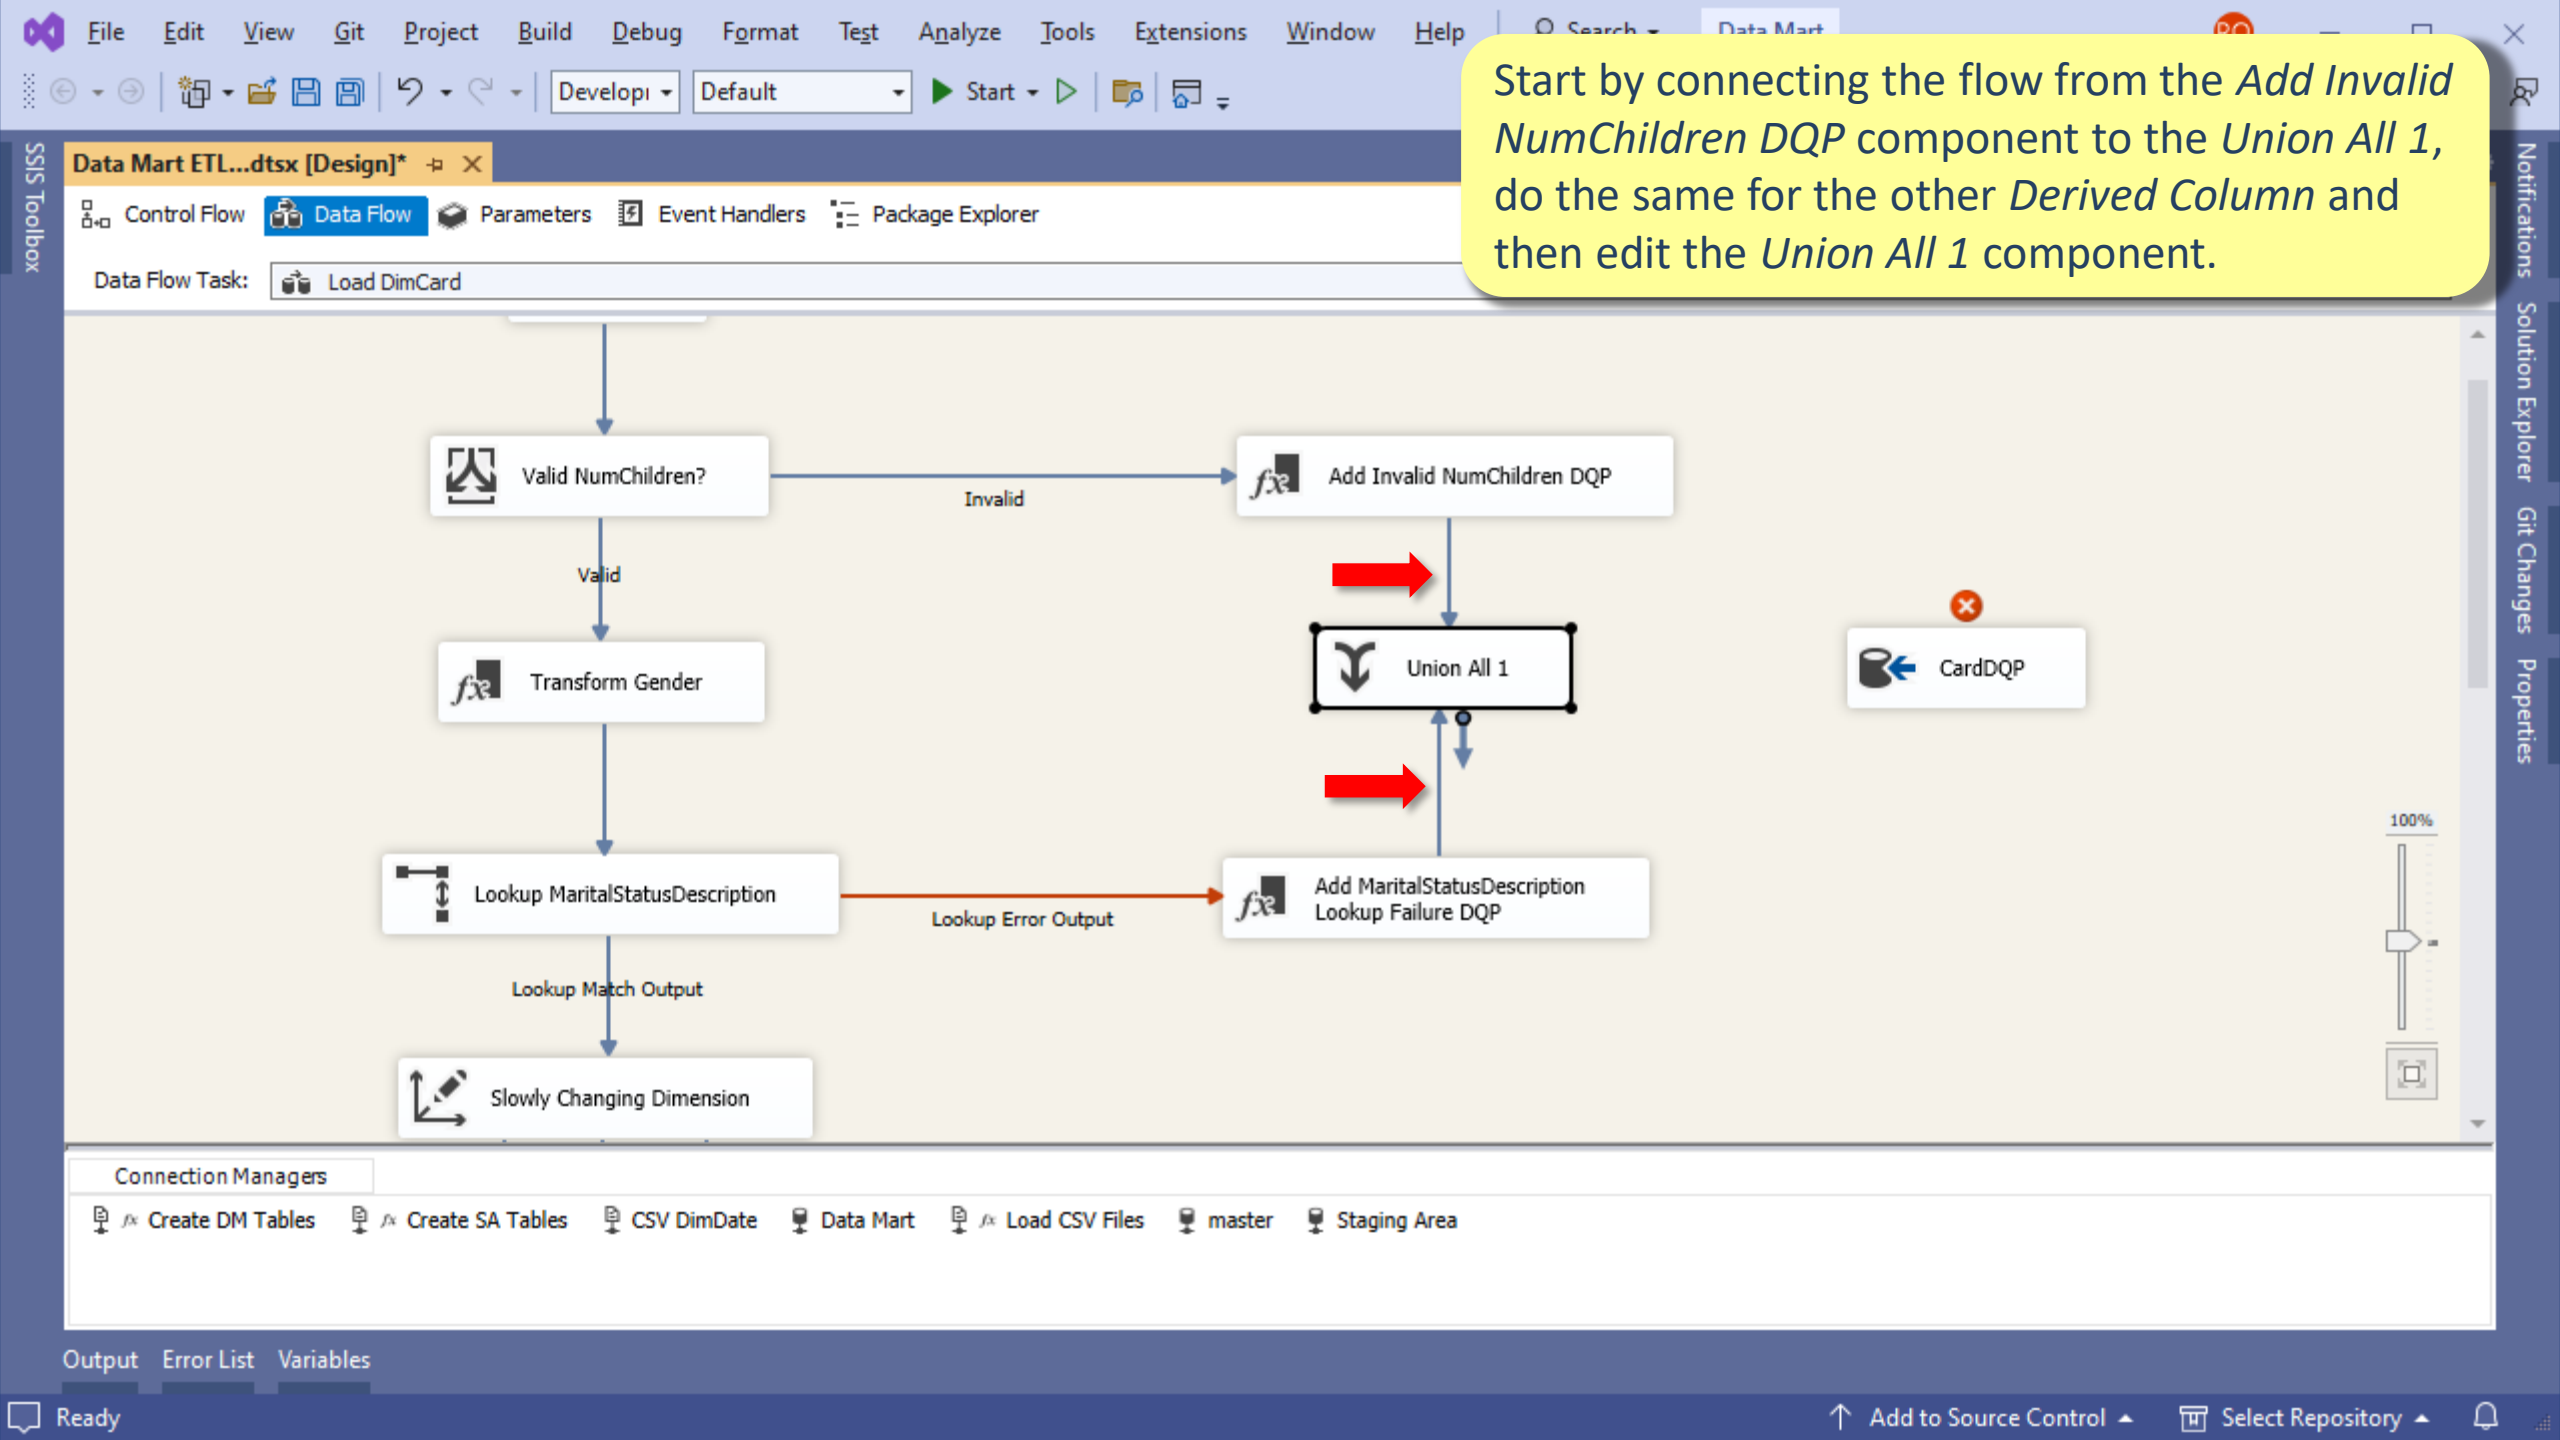 File Edit View Git Project Build Debug Format Test Analyze Tools Extensions Window Help Search Data Mart
Start by connecting the flow from the Add Invalid
NumChildren DQP component to the Union All 1,
do the same for the other Derived Column and
then edit the Union All 1 component.
Default Start
SSIS Toolbox
Data Mart ETL...dtsx [Design]*
Control Flow Data Flow Parameters Event Handlers Package Explorer
Data Flow Task: Load DimCard
Notifications
Solution Explorer
Git Changes
Properties
Valid NumChildren?
Invalid
Add Invalid NumChildren DQP
Valid
Transform Gender
Union All 1
CardDQP
100%
Lookup MaritalStatusDescription
Lookup Error Output
Add MaritalStatusDescription
Lookup Failure DQP
Lookup Match Output
Slowly Changing Dimension
Connection Managers
Create DM Tables Create SA Tables CSV DimDate Data Mart Load CSV Files master Staging Area
Output Error List Variables
Ready Add to Source Control Select Repository